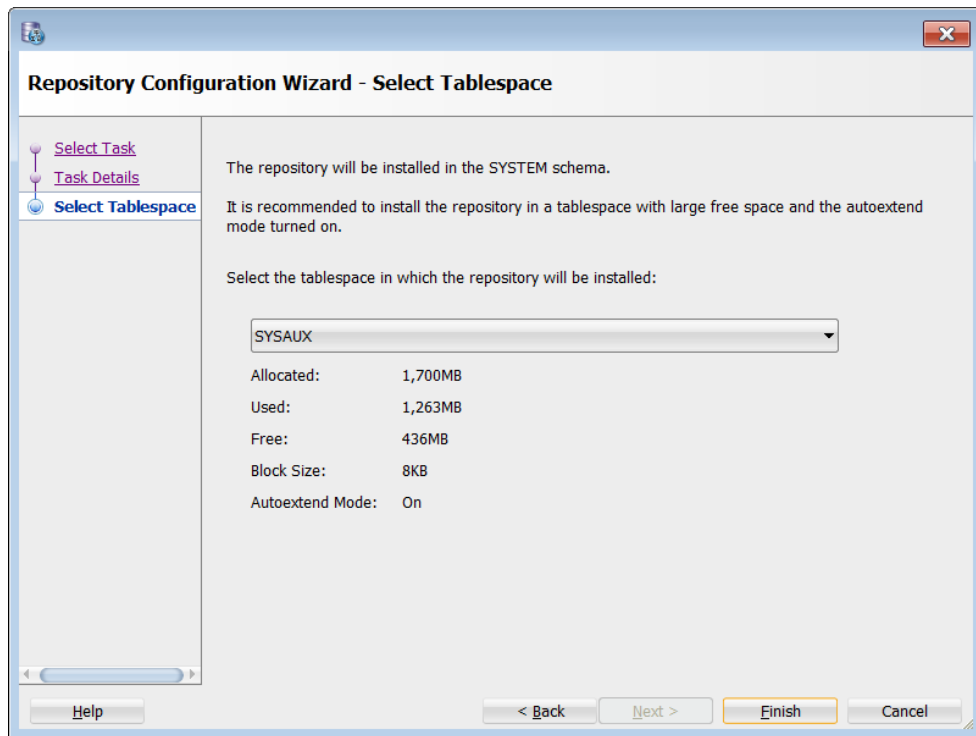 Repository Configuration Wizard - Select Tablespace
Select Task
Task Details
Select Tablespace
The repository will be installed in the SYSTEM schema.
It is recommended to install the repository in a tablespace with large free space and the autoextend
mode turned on.
Select the tablespace in which the repository will be installed:
SYSAUX
Allocated: 1,700MB
Used: 1,263MB
Free: 436MB
Block Size: 8KB
Autoextend Mode: On
Help < Back Next > Finish Cancel